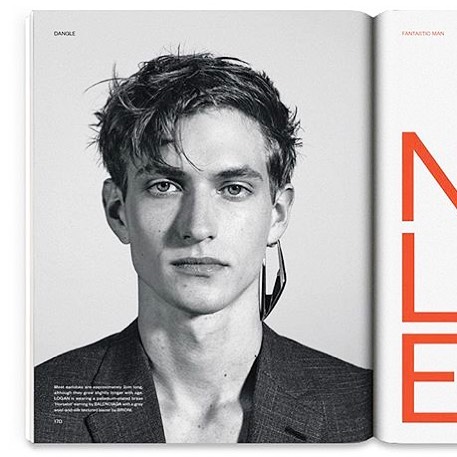 DANGLE
FANTASTIC MAN
N
L
E
Most earlobes are approximately 2cm long,
although they grow slightly longer with age.
LOGAN is wearing a palladium-plated brass
earring by BALENCIAGA with a grey
wool-and-silk textured blazer by BRIONI.
170